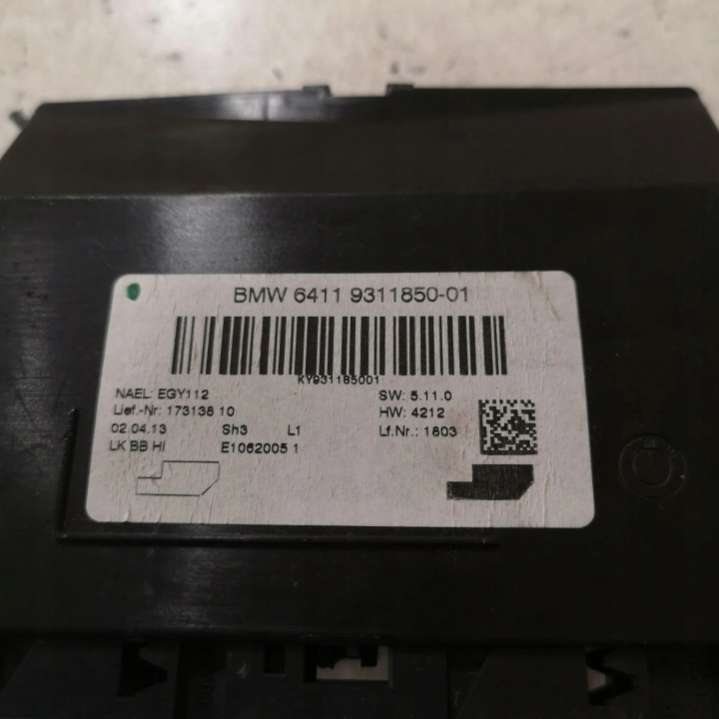 BMW 6411 9311850-01
KY931185001
NAEL: EGY112 SW: 5.11.0
Lief.-Nr: 173138 10 HW: 4212
02.04.13 Sh3 L1 Lf.Nr.: 1803
LK BB HI E1062005 1